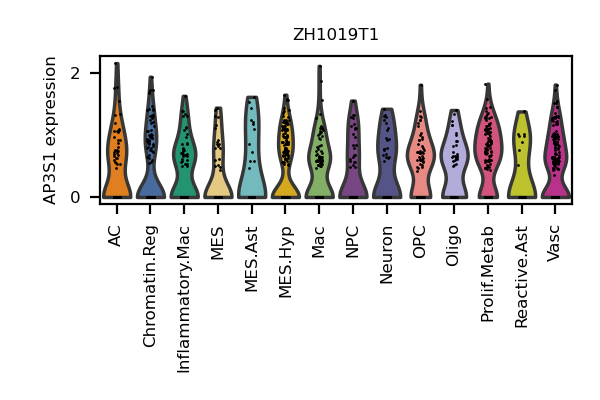 ZH1019T1
AP3S1 expression
2
0
AC
Chromatin.Reg
Inflammatory.Mac
MES
MES.Ast
MES.Hyp
Mac
NPC
Neuron
OPC
Oligo
Prolif.Metab
Reactive.Ast
Vasc